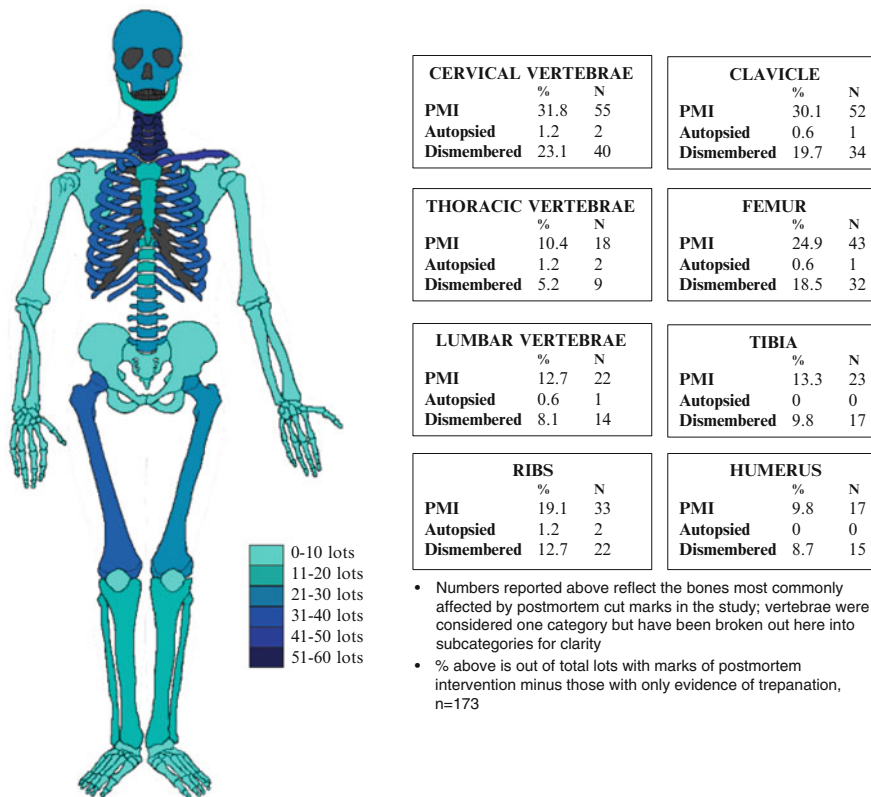 CERVICAL VERTEBRAE
% N
PMI 31.8 55
Autopsied 1.2 2
Dismembered 23.1 40
CLAVICLE
% N
PMI 30.1 52
Autopsied 0.6 1
Dismembered 19.7 34
THORACIC VERTEBRAE
% N
PMI 10.4 18
Autopsied 1.2 2
Dismembered 5.2 9
FEMUR
% N
PMI 24.9 43
Autopsied 0.6 1
Dismembered 18.5 32
LUMBAR VERTEBRAE
% N
PMI 12.7 22
Autopsied 0.6 1
Dismembered 8.1 14
TIBIA
% N
PMI 13.3 23
Autopsied 0 0
Dismembered 9.8 17
RIBS
% N
PMI 19.1 33
Autopsied 1.2 2
Dismembered 12.7 22
HUMERUS
% N
PMI 9.8 17
Autopsied 0 0
Dismembered 8.7 15
0-10 lots
11-20 lots
21-30 lots
31-40 lots
41-50 lots
51-60 lots
• Numbers reported above reflect the bones most commonly
affected by postmortem cut marks in the study; vertebrae were
considered one category but have been broken out here into
subcategories for clarity
• % above is out of total lots with marks of postmortem
intervention minus those with only evidence of trepanation,
n=173